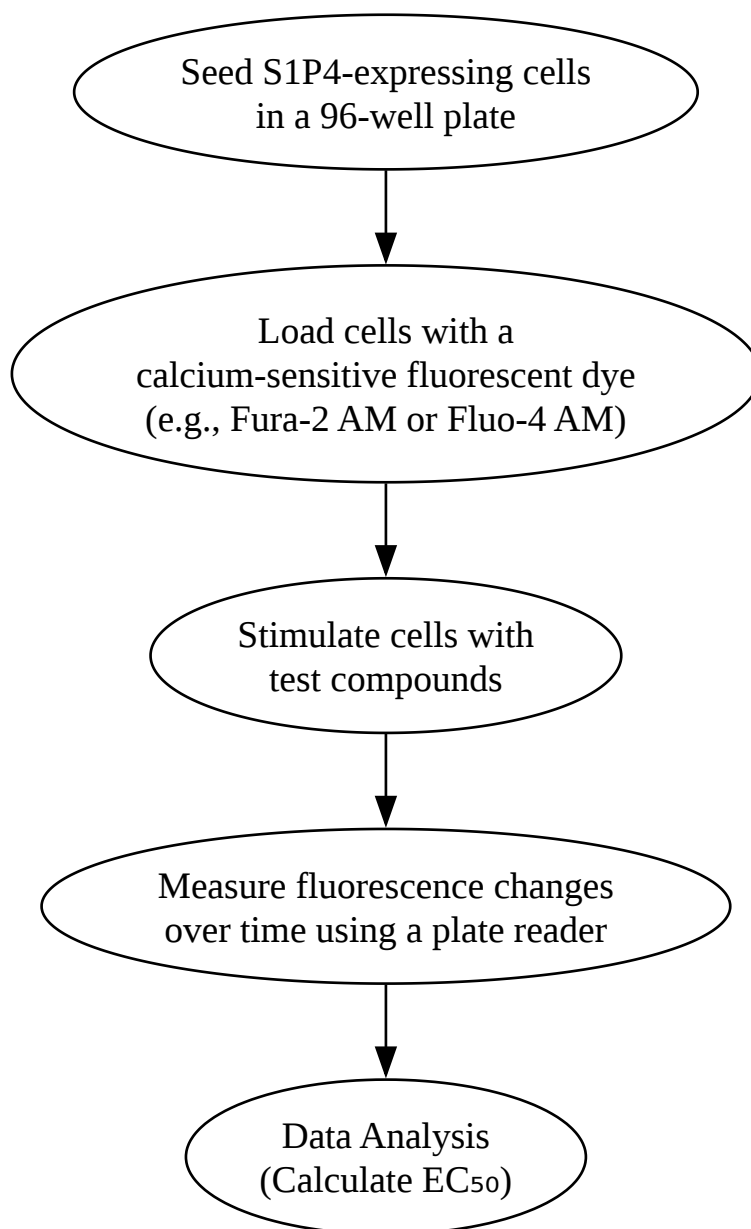 Seed S1P4-expressing cells
in a 96-well plate
Load cells with a
calcium-sensitive fluorescent dye
(e.g., Fura-2 AM or Fluo-4 AM)
Stimulate cells with
test compounds
Measure fluorescence changes
over time using a plate reader
Data Analysis
(Calculate EC₅₀)